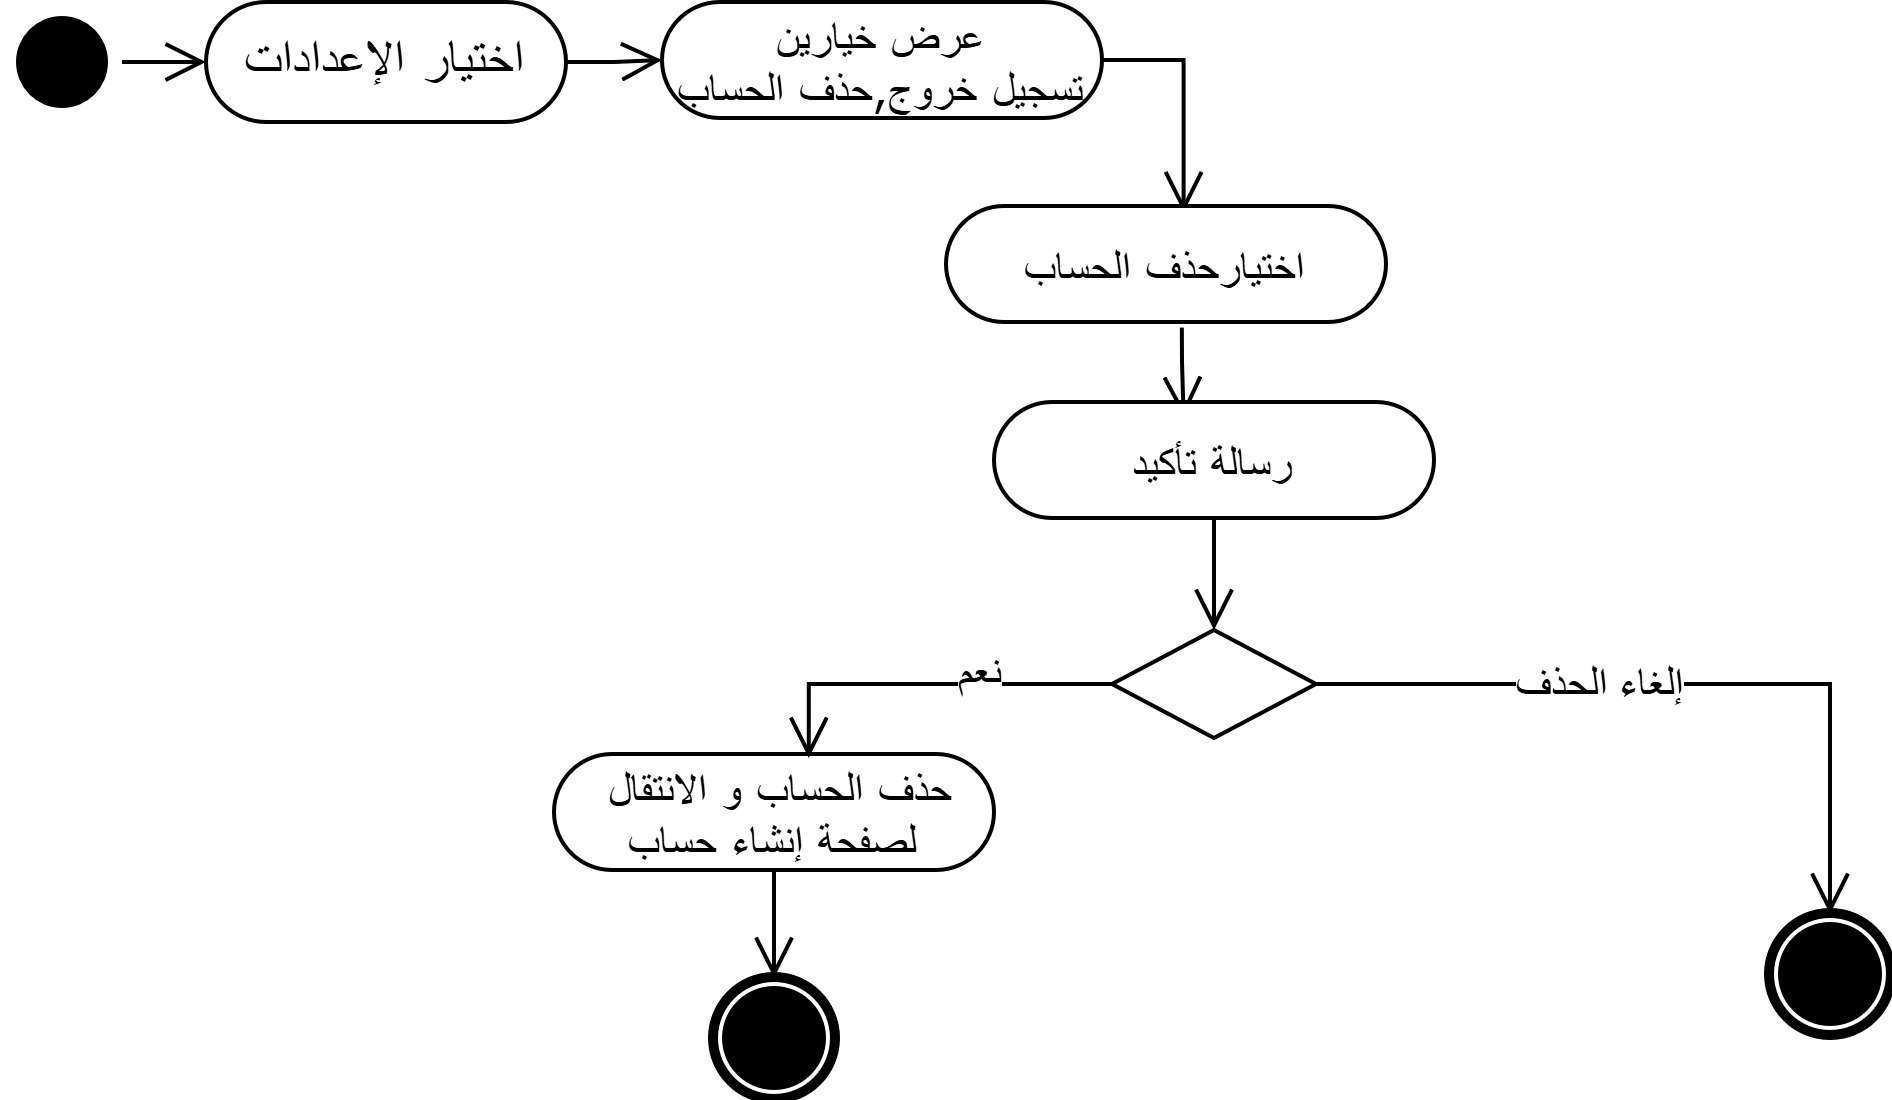 اختيار الإعدادات
عرض خيارين
تسجيل خروج,حذف الحساب
اختيارحذف الحساب
رسالة تأكيد
نعم
إلغاء الحذف
حذف الحساب و الانتقال
لصفحة إنشاء حساب